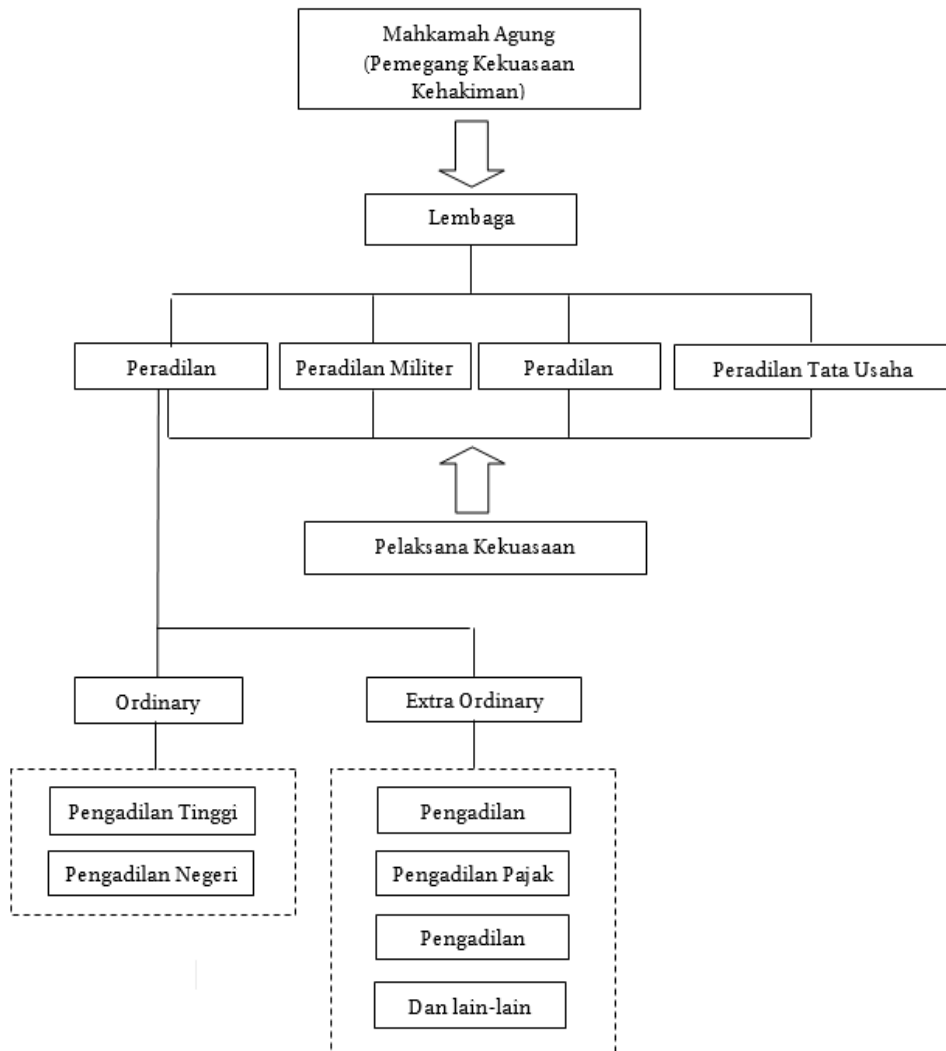 Mahkamah Agung
(Pemegang Kekuasaan
Kehakiman)
Lembaga
Peradilan
Peradilan Militer
Peradilan
Peradilan Tata Usaha
Pelaksana Kekuasaan
Ordinary
Extra Ordinary
Pengadilan Tinggi
Pengadilan Negeri
Pengadilan
Pengadilan Pajak
Pengadilan
Dan lain-lain